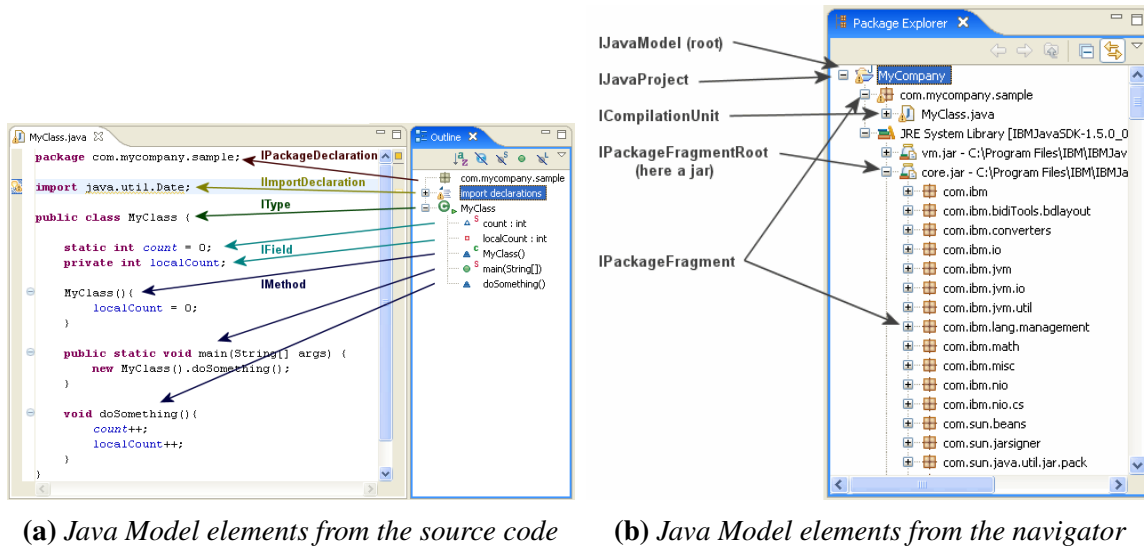 MyClass.java
package com.mycompany.sample;
IPackageDeclaration
import java.util.Date;
IImportDeclaration
public class MyClass {
IType
static int count = 0;
IField
private int localCount;
MyClass(){
IMethod
localCount = 0;
}
public static void main(String[] args) {
new MyClass().doSomething();
}
void doSomething(){
count++;
localCount++;
}
}
Outline
com.mycompany.sample
import declarations
MyClass
count : int
localCount : int
MyClass()
main(String[])
doSomething()
(a) Java Model elements from the source code
IJavaModel (root)
IJavaProject
ICompilationUnit
IPackageFragmentRoot
(here a jar)
IPackageFragment
Package Explorer
MyCompany
com.mycompany.sample
MyClass.java
JRE System Library [IBMJavaSDK-1.5.0_0
vm.jar - C:\Program Files\IBM\IBMJav
core.jar - C:\Program Files\IBM\IBMJa
com.ibm
com.ibm.bidiTools.bdlayout
com.ibm.converters
com.ibm.io
com.ibm.jvm
com.ibm.jvm.io
com.ibm.jvm.util
com.ibm.lang.management
com.ibm.math
com.ibm.misc
com.ibm.nio
com.ibm.nio.cs
com.sun.beans
com.sun.jarsigner
com.sun.java.util.jar.pack
(b) Java Model elements from the navigator